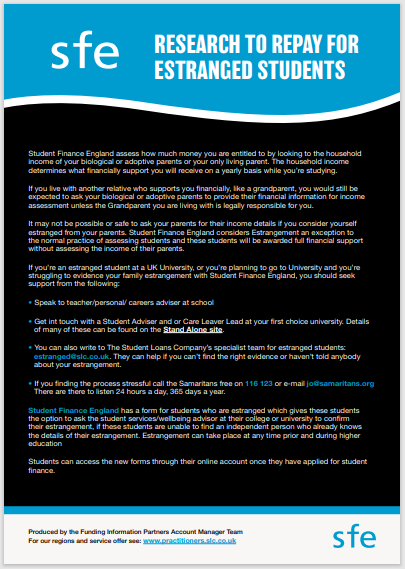 sfe
RESEARCH TO REPAY FOR
ESTRANGED STUDENTS
Student Finance England assess how much money you are entitled to by looking to the household
income of your biological or adoptive parents or your only living parent. The household income
determines what financially support you will receive on a yearly basis while you're studying.
If you live with another relative who supports you financially, like a grandparent, you would still be
expected to ask your biological or adoptive parents to provide their financial information for income
assessment unless the Grandparent you are living with is legally responsible for you.
It may not be possible or safe to ask your parents for their income details if you consider yourself
estranged from your parents. Student Finance England considers Estrangement an exception to
the normal practice of assessing students and these students will be awarded full financial support
without assessing the income of their parents.
If you're an estranged student at a UK University, or you're planning to go to University and you're
struggling to evidence your family estrangement with Student Finance England, you should seek
support from the following:
• Speak to teacher/personal/ careers adviser at school
• Get int touch with a Student Adviser and or Care Leaver Lead at your first choice university. Details
of many of these can be found on the Stand Alone site.
• You can also write to The Student Loans Company's specialist team for estranged students:
estranged@slc.co.uk. They can help if you can't find the right evidence or haven't told anybody
about your estrangement.
• If you finding the process stressful call the Samaritans free on 116 123 or e-mail jo@samaritans.org
There are there to listen 24 hours a day, 365 days a year.
Student Finance England has a form for students who are estranged which gives these students
the option to ask the student services/wellbeing advisor at their college or university to confirm
their estrangement, if these students are unable to find an independent person who already knows
the details of their estrangement. Estrangement can take place at any time prior and during higher
education
Students can access the new forms through their online account once they have applied for student
finance.
Produced by the Funding Information Partners Account Manager Team
For our regions and service offer see: www.practitioners.slc.co.uk
sfe